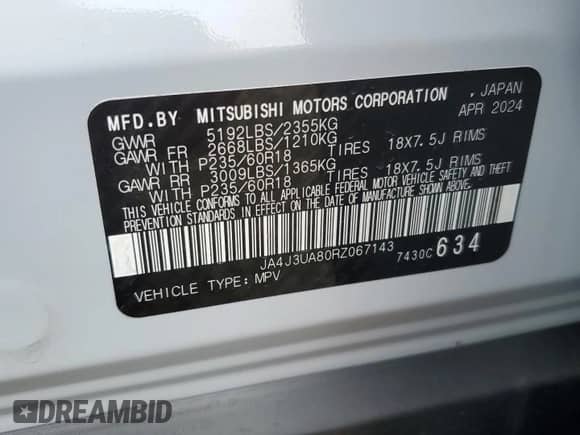 MFD.BY MITSUBISHI MOTORS CORPORATION , JAPAN
GVWR 5192LBS/2355KG APR 2024
GAWR FR 2668LBS/1210KG
WITH P235/60R18 TIRES 18X7.5J RIMS
GAWR RR 3009LBS/1365KG
WITH P235/60R18 TIRES 18X7.5J RIMS
THIS VEHICLE CONFORMS TO ALL APPLICABLE FEDERAL MOTOR VEHICLE SAFETY AND THEFT
PREVENTION STANDARDS IN EFFECT ON THE DATE OF MANUFACTURE SHOWN ABOVE.
JA4J3UA80RZ067143 7430C 634
VEHICLE TYPE: MPV
DREAMBID